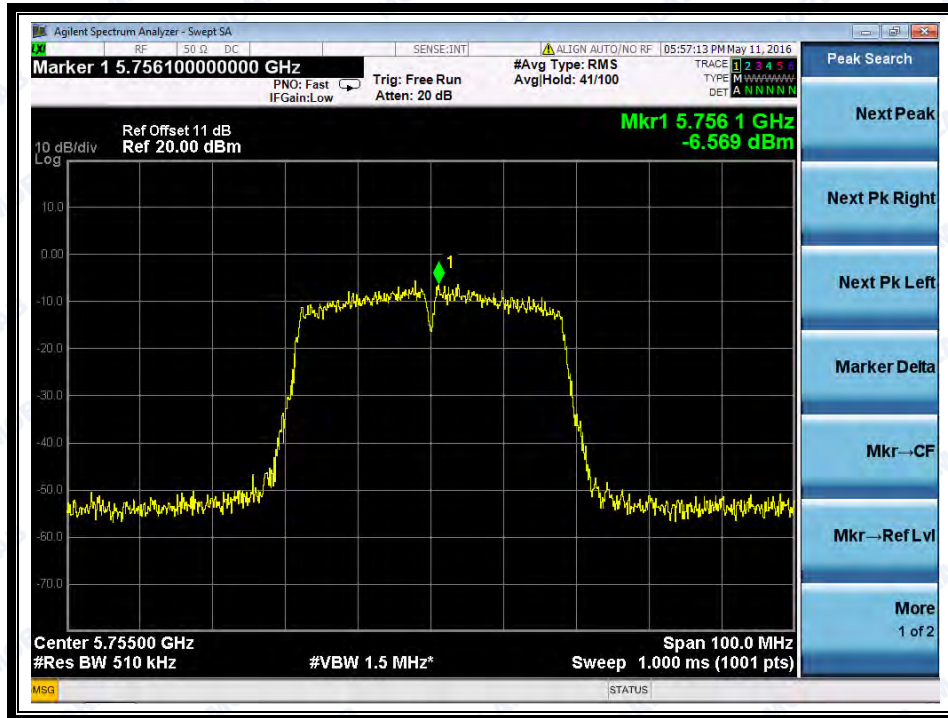 Agilent Spectrum Analyzer - Swept SA
LXI RF 50 Ω DC SENSE:INT ALIGN AUTO/NO RF 05:57:13 PM May 11, 2016
Marker 1 5.756100000000 GHz
PNO: Fast
IFGain:Low
Trig: Free Run
Atten: 20 dB
#Avg Type: RMS
Avg|Hold: 41/100
TRACE 1 2 3 4 5 6
TYPE M WWWWW
DET A N N N N N
Ref Offset 11 dB
10 dB/div Ref 20.00 dBm
Log
Mkr1 5.756 1 GHz
-6.569 dBm
10.0
0.00
1
-10.0
-20.0
-30.0
-40.0
-50.0
-60.0
-70.0
Center 5.75500 GHz Span 100.0 MHz
#Res BW 510 kHz #VBW 1.5 MHz* Sweep 1.000 ms (1001 pts)
MSG STATUS
Peak Search
Next Peak
Next Pk Right
Next Pk Left
Marker Delta
Mkr→CF
Mkr→Ref Lvl
More
1 of 2